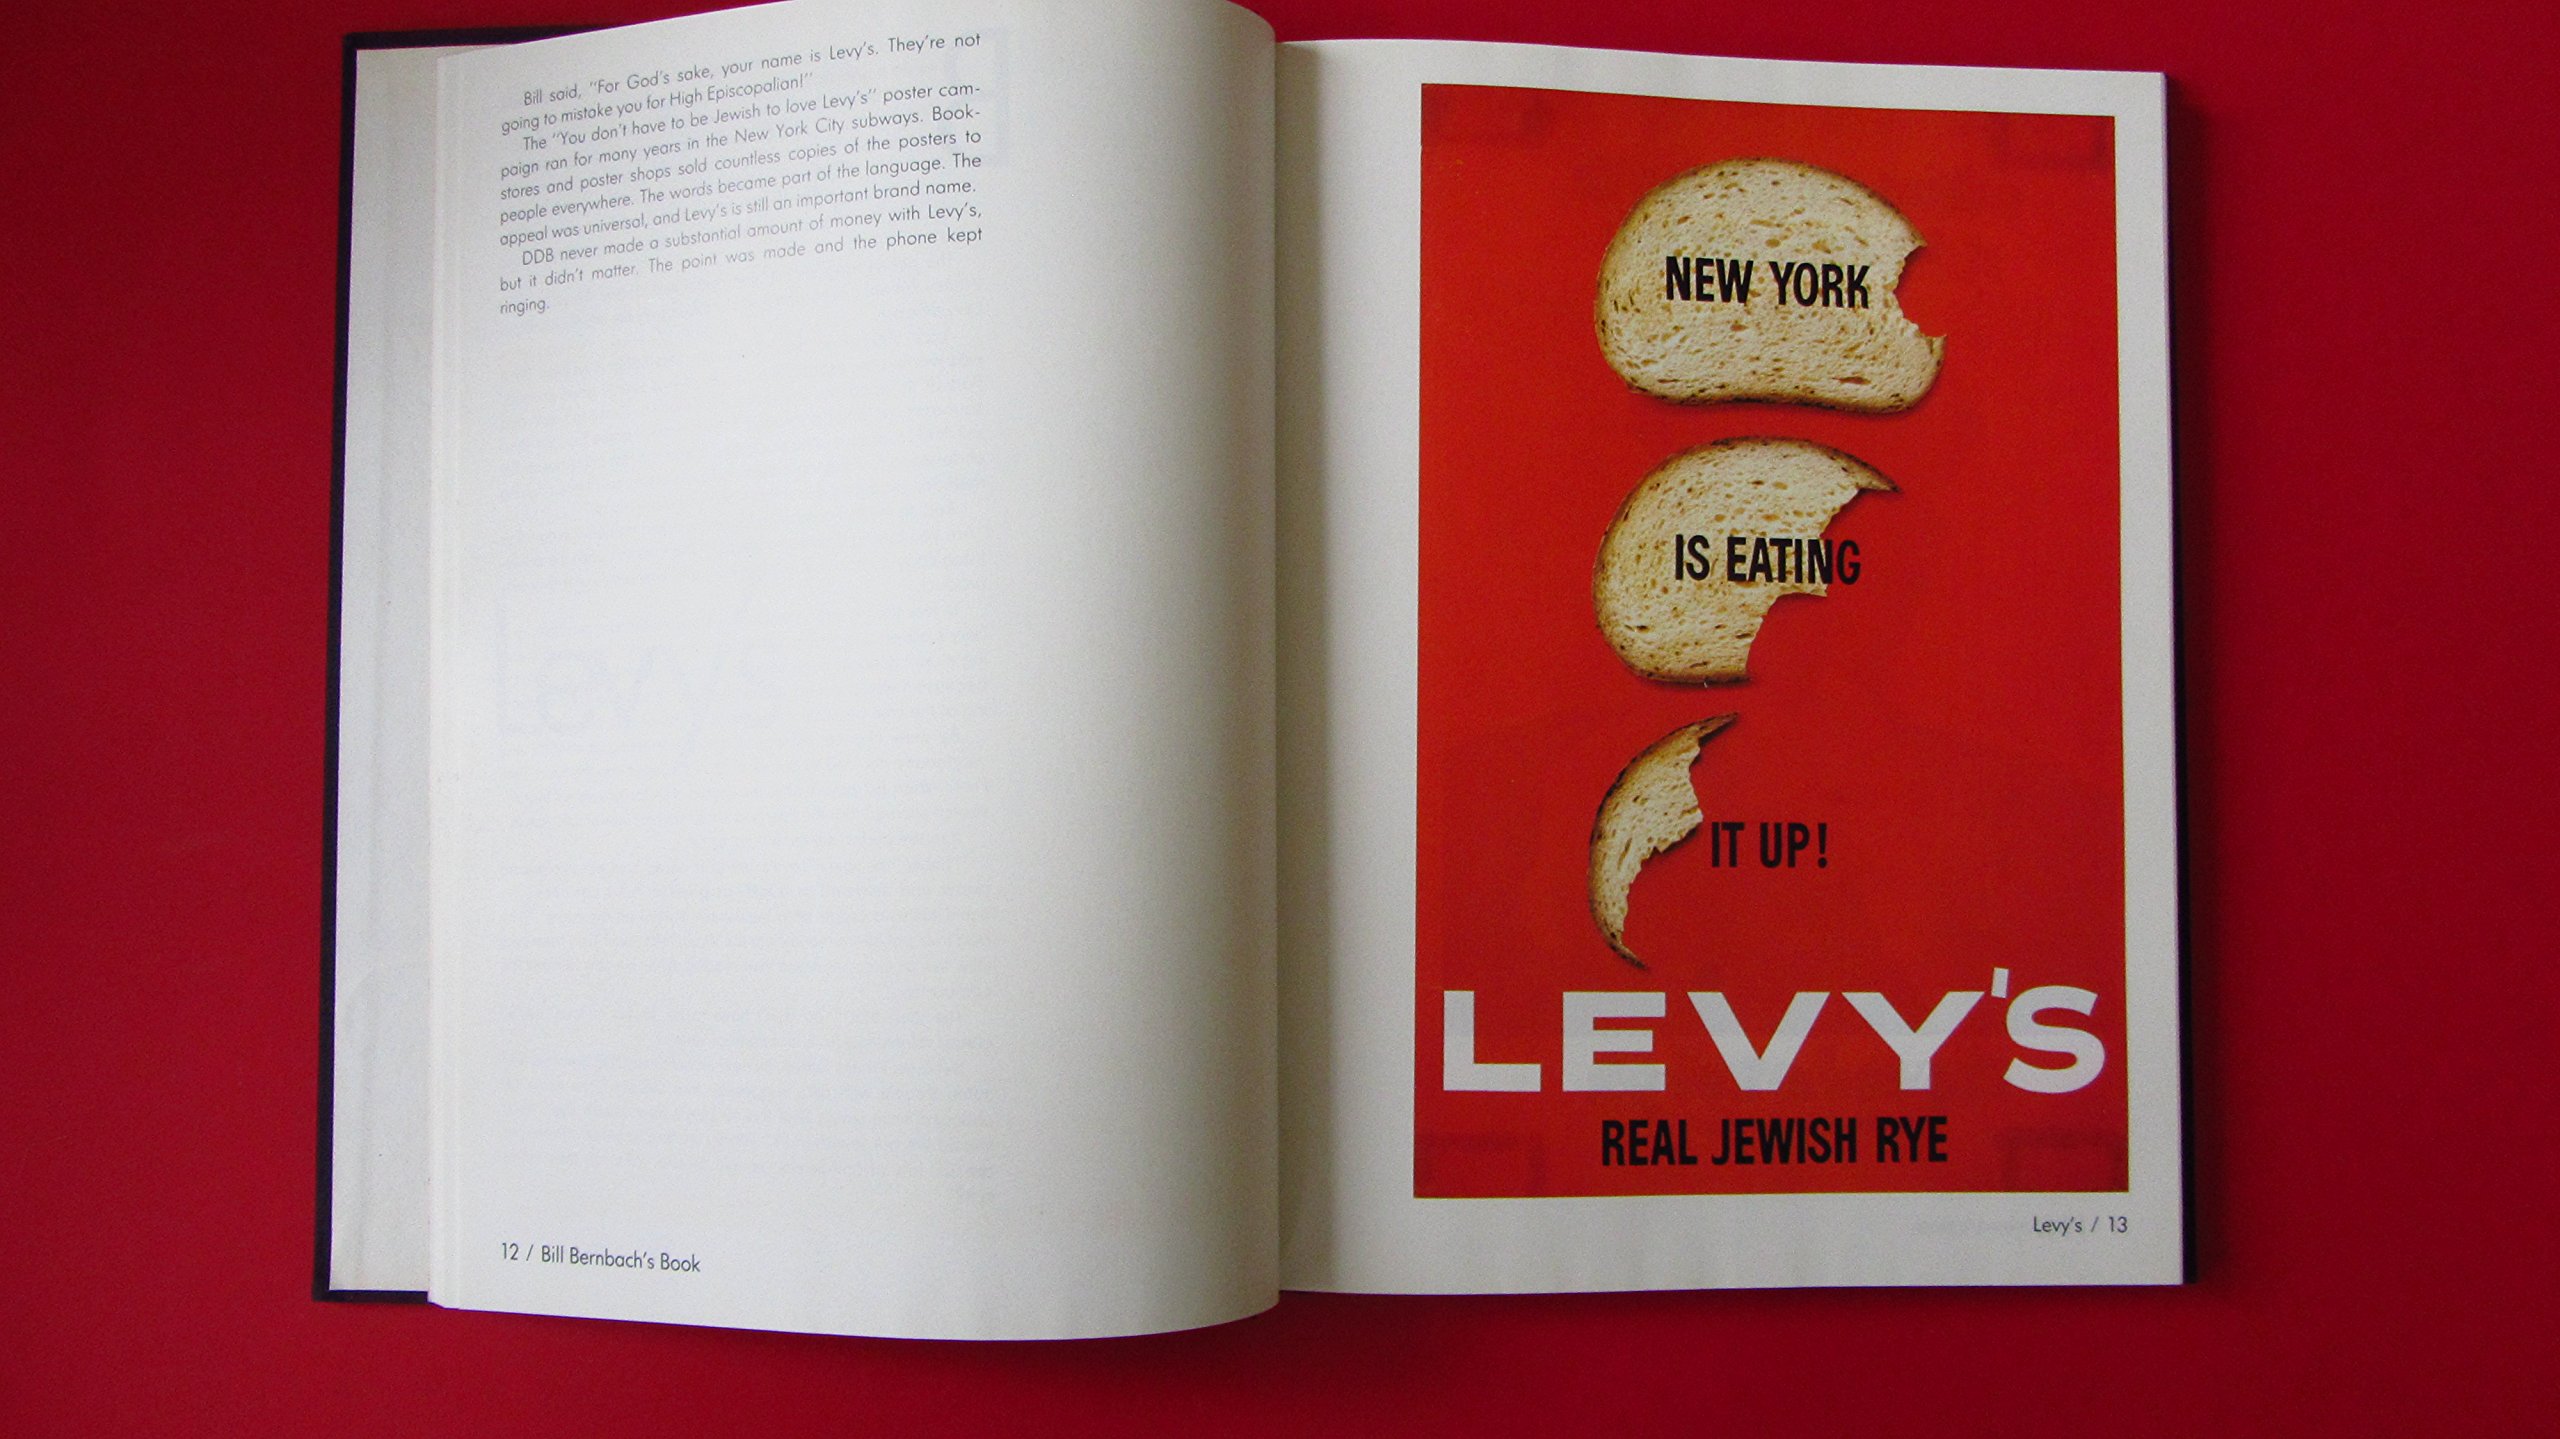 Bill said, "For God's sake, your name is Levy's. They're not
going to mistake you for High Episcopalian!"
The "You don't have to be Jewish to love Levy's" poster cam-
paign ran for many years in the New York City subways. Book-
stores and poster shops sold countless copies of the posters to
people everywhere. The words became part of the language. The
appeal was universal, and Levy's is still an important brand name.
DDB never made a substantial amount of money with Levy's,
but it didn't matter. The point was made and the phone kept
ringing.
12 / Bill Bernbach's Book
NEW YORK
IS EATING
IT UP!
LEVY'S
REAL JEWISH RYE
Levy's / 13